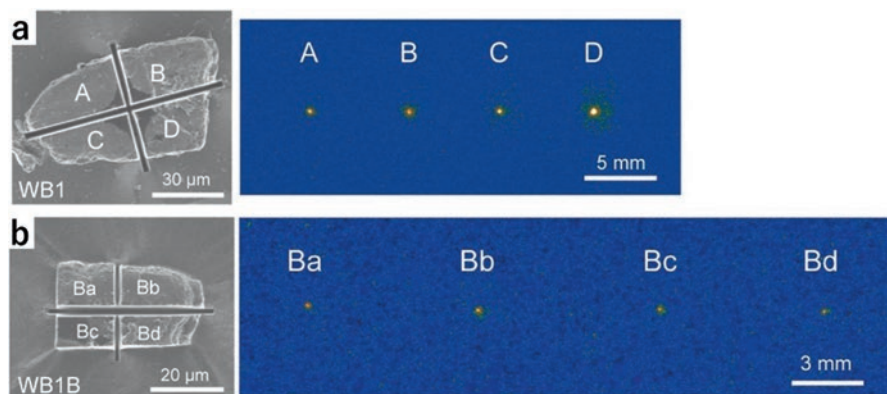 a
A
B
C
D
WB1
30 µm
A B C D
5 mm
b
Ba Bb
Bc Bd
WB1B
20 µm
Ba Bb Bc Bd
3 mm